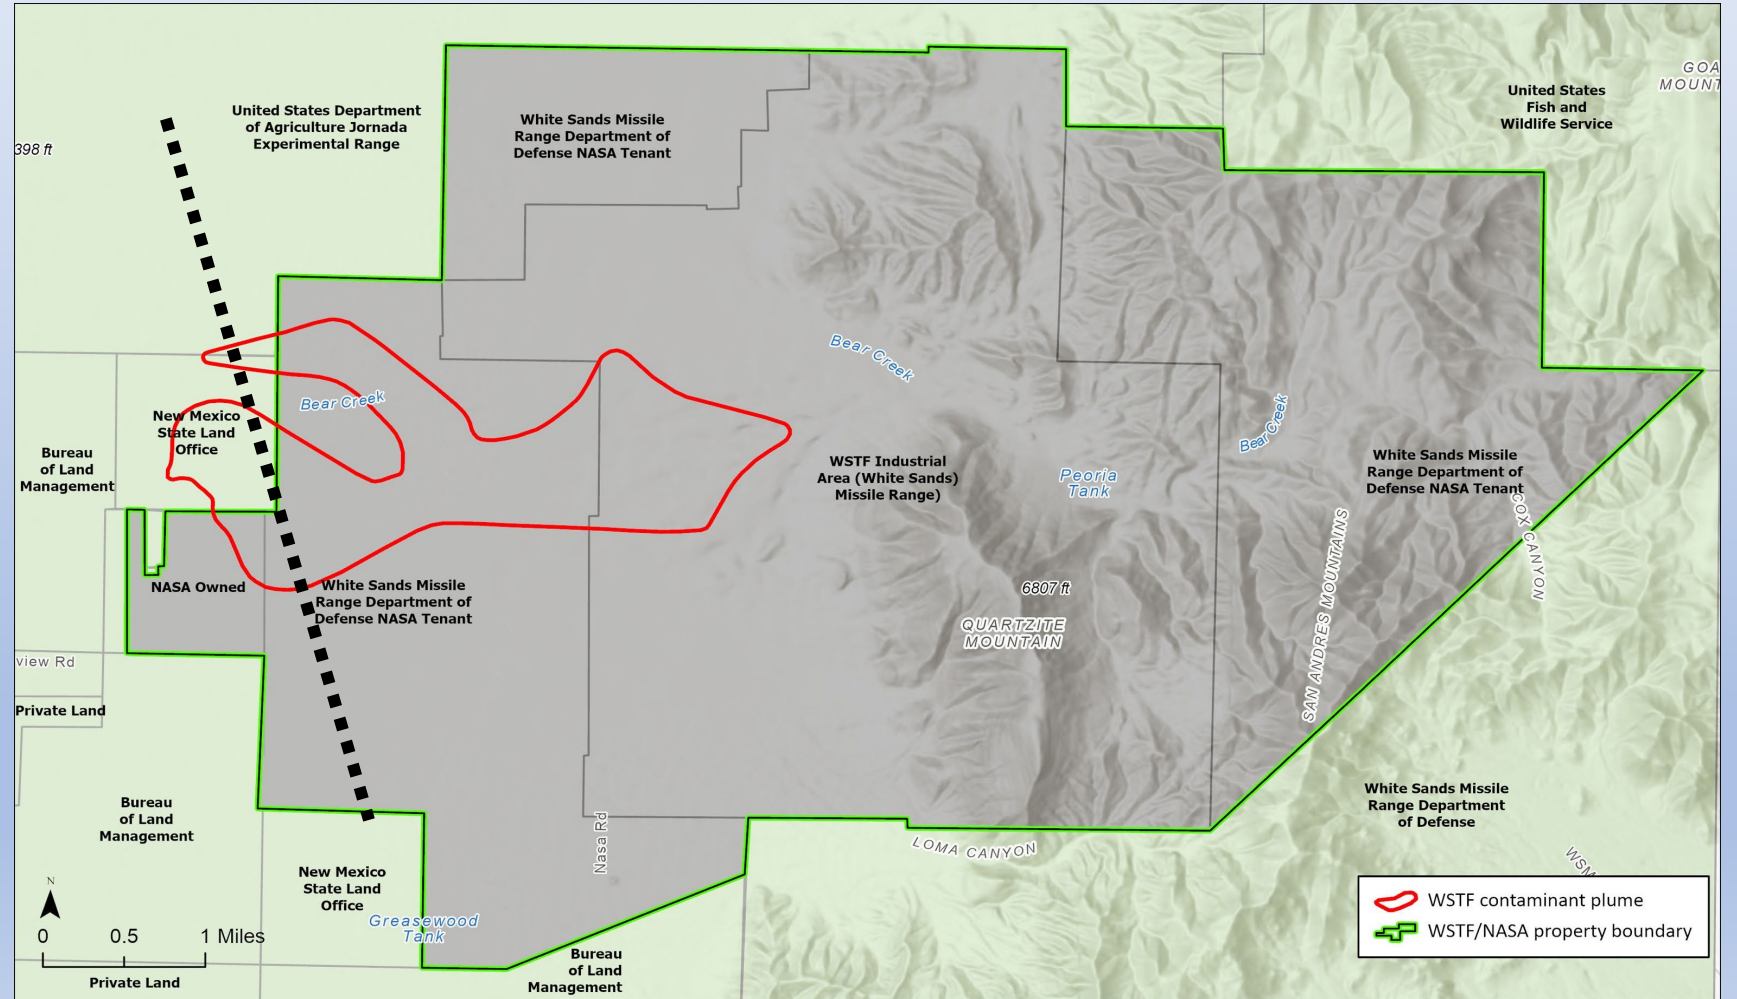 GOA
MOUNT
United States
Fish and
Wildlife Service
United States Department
of Agriculture Jornada
Experimental Range
White Sands Missile
Range Department of
Defense NASA Tenant
398 ft
Bear Creek
Bear Creek
Bear Creek
New Mexico
State Land
Office
Bureau
of Land
Management
WSTF Industrial
Area (White Sands)
Missile Range)
Peoria
Tank
White Sands Missile
Range Department of
Defense NASA Tenant
COX CANYON
SAN ANDRES MOUNTAINS
NASA Owned
White Sands Missile
Range Department of
Defense NASA Tenant
6807 ft
QUARTZITE
MOUNTAIN
view Rd
Private Land
Bureau
of Land
Management
Nasa Rd
LOMA CANYON
White Sands Missile
Range Department
of Defense
WSM
New Mexico
State Land
Office
Greasewood
Tank
N
0 0.5 1 Miles
Private Land
Bureau
of Land
Management
WSTF contaminant plume
WSTF/NASA property boundary